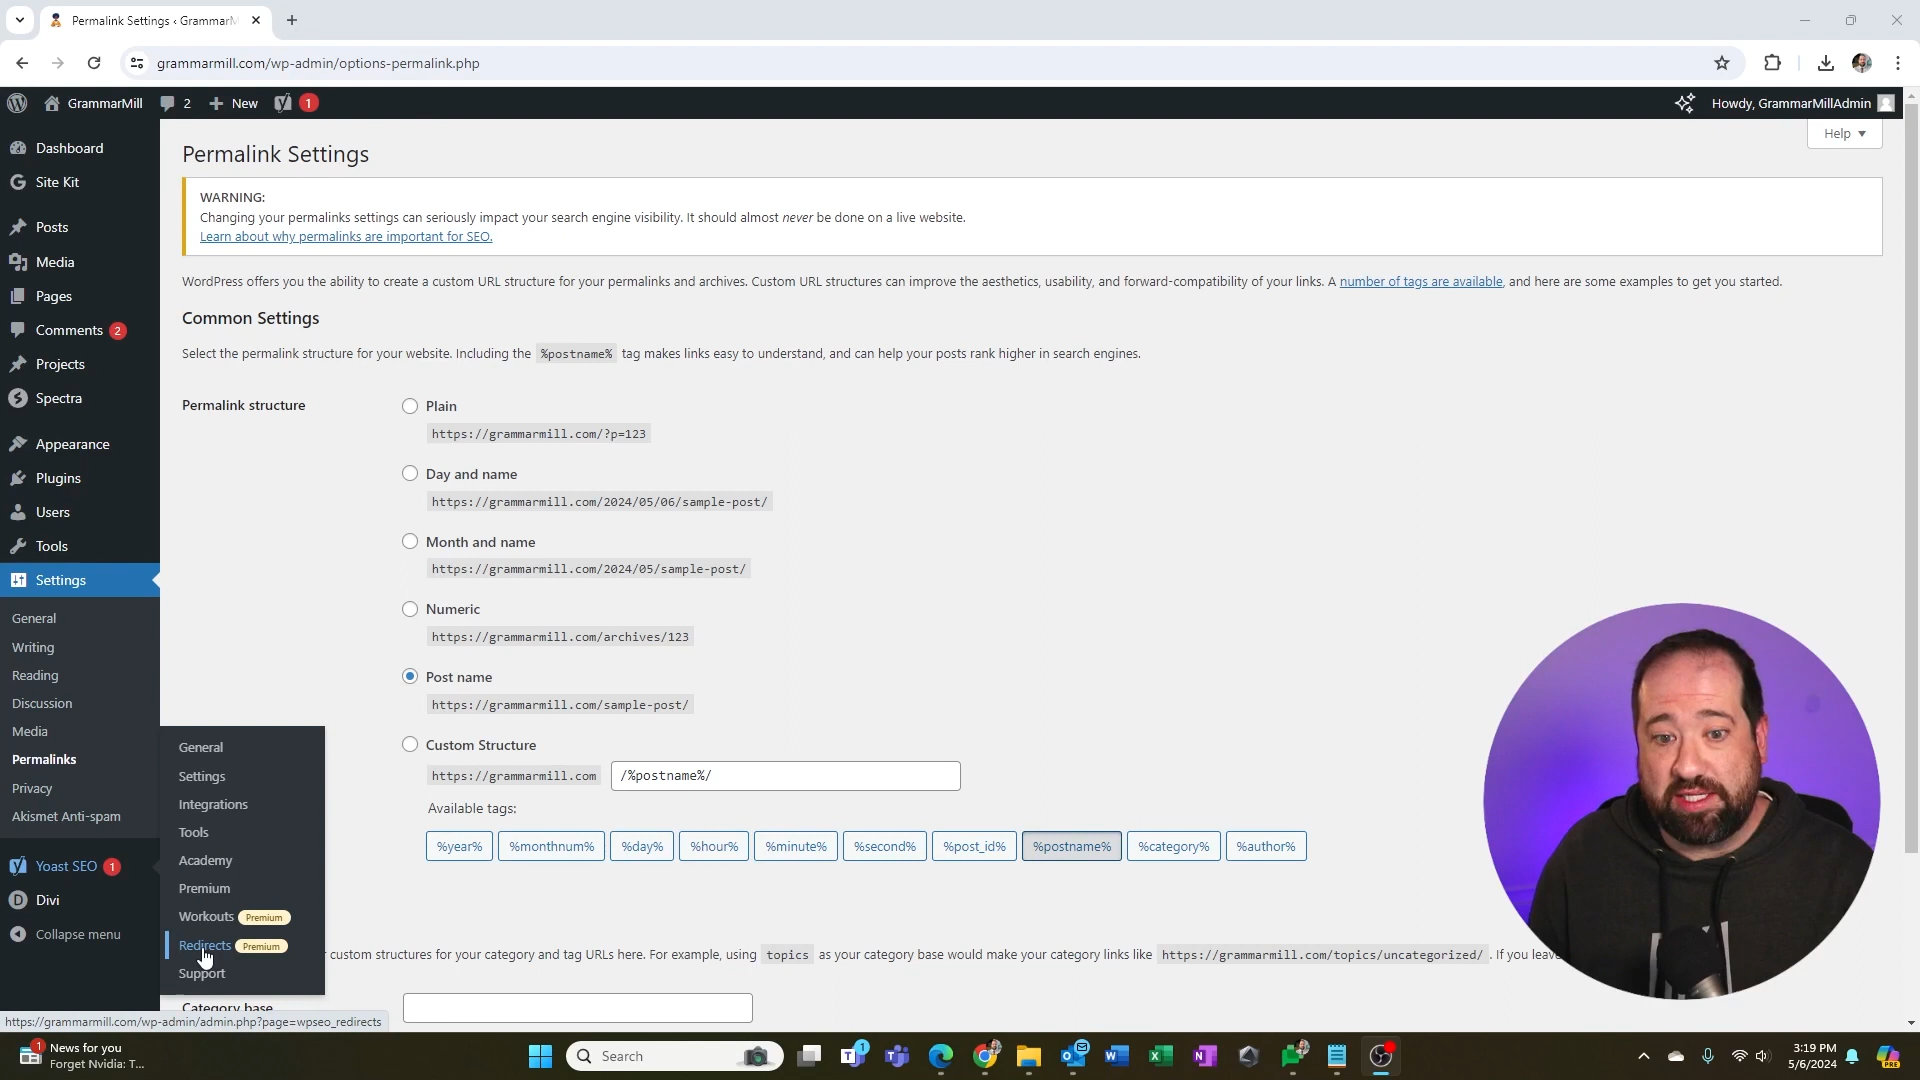 Permalink Settings ‹ GrammarM
grammarmill.com/wp-admin/options-permalink.php
GrammarMill 2 New 1
Howdy, GrammarMillAdmin
Help
Dashboard
Site Kit
Posts
Media
Pages
Comments 2
Projects
Spectra
Appearance
Plugins
Users
Tools
Settings
General
Writing
Reading
Discussion
Media
Permalinks
Privacy
Akismet Anti-spam
Yoast SEO 1
Divi
Collapse menu
General
Settings
Integrations
Tools
Academy
Premium
Workouts Premium
Redirects Premium
Support
Permalink Settings
WARNING:
Changing your permalinks settings can seriously impact your search engine visibility. It should almost never be done on a live website.
Learn about why permalinks are important for SEO.
WordPress offers you the ability to create a custom URL structure for your permalinks and archives. Custom URL structures can improve the aesthetics, usability, and forward-compatibility of your links. A number of tags are available, and here are some examples to get you started.
Common Settings
Select the permalink structure for your website. Including the %postname% tag makes links easy to understand, and can help your posts rank higher in search engines.
Permalink structure
Plain
https://grammarmill.com/?p=123
Day and name
https://grammarmill.com/2024/05/06/sample-post/
Month and name
https://grammarmill.com/2024/05/sample-post/
Numeric
https://grammarmill.com/archives/123
Post name
https://grammarmill.com/sample-post/
Custom Structure
https://grammarmill.com /%postname%/
Available tags:
%year% %monthnum% %day% %hour% %minute% %second% %post_id% %postname% %category% %author%
custom structures for your category and tag URLs here. For example, using topics as your category base would make your category links like https://grammarmill.com/topics/uncategorized/ . If you leave
Category base
https://grammarmill.com/wp-admin/admin.php?page=wpseo_redirects
1 News for you
Forget Nvidia: T...
Search
1
3:19 PM
5/6/2024